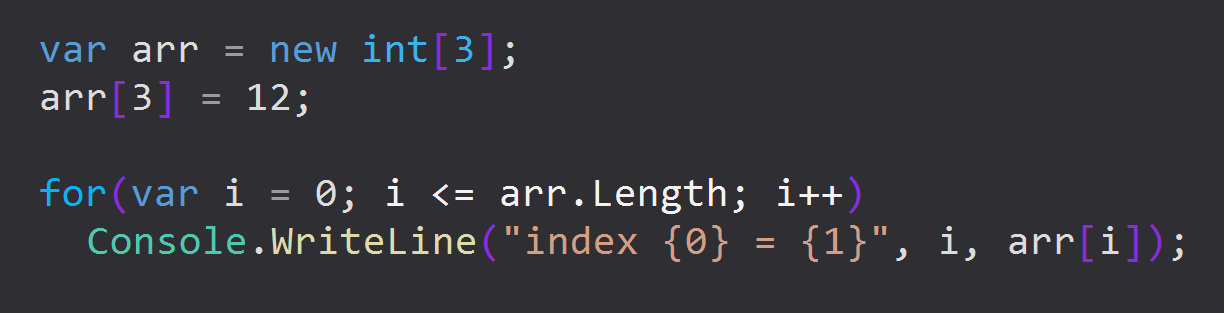 var arr = new int[3];
arr[3] = 12;
for(var i = 0; i <= arr.Length; i++)
Console.WriteLine("index {0} = {1}", i, arr[i]);